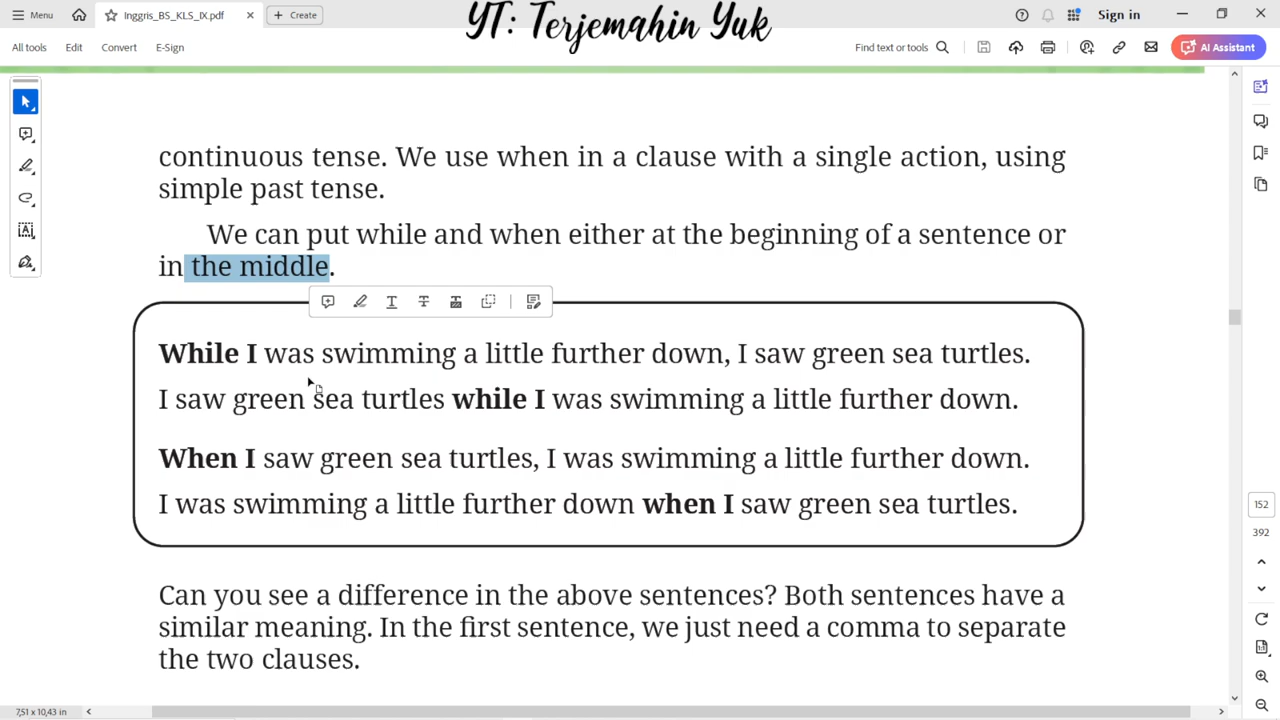 Menu
Inggris_BS_KLS_IX.pdf
Create
YT: Terjemahin Yuk
Sign in
All tools
Edit
Convert
E-Sign
Find text or tools
AI Assistant
continuous tense. We use when in a clause with a single action, using
simple past tense.
We can put while and when either at the beginning of a sentence or
in the middle.
While I was swimming a little further down, I saw green sea turtles.
I saw green sea turtles while I was swimming a little further down.
When I saw green sea turtles, I was swimming a little further down.
I was swimming a little further down when I saw green sea turtles.
Can you see a difference in the above sentences? Both sentences have a
similar meaning. In the first sentence, we just need a comma to separate
the two clauses.
152
392
7,51 x 10,43 in